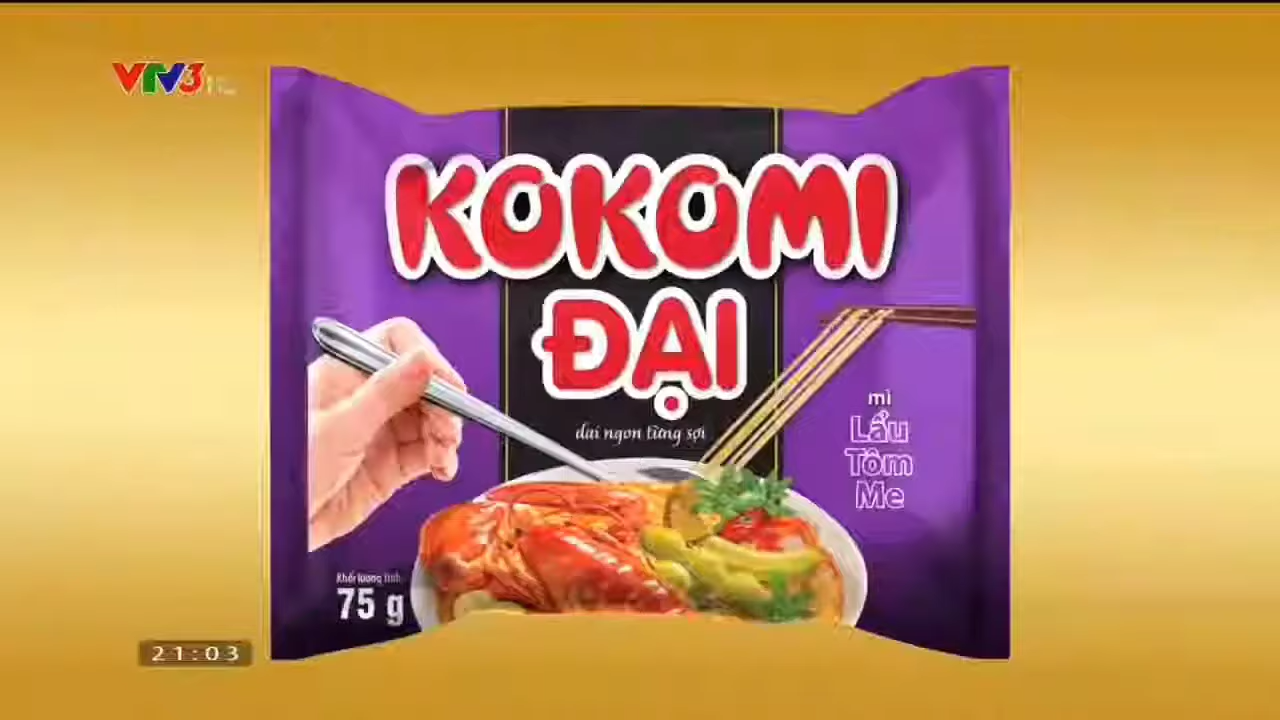 VTV3
KOKOMI
ĐẠI
dai ngon từng sợi
mì
Lẩu
Tôm
Me
Khối lượng tịnh:
75 g
21:03